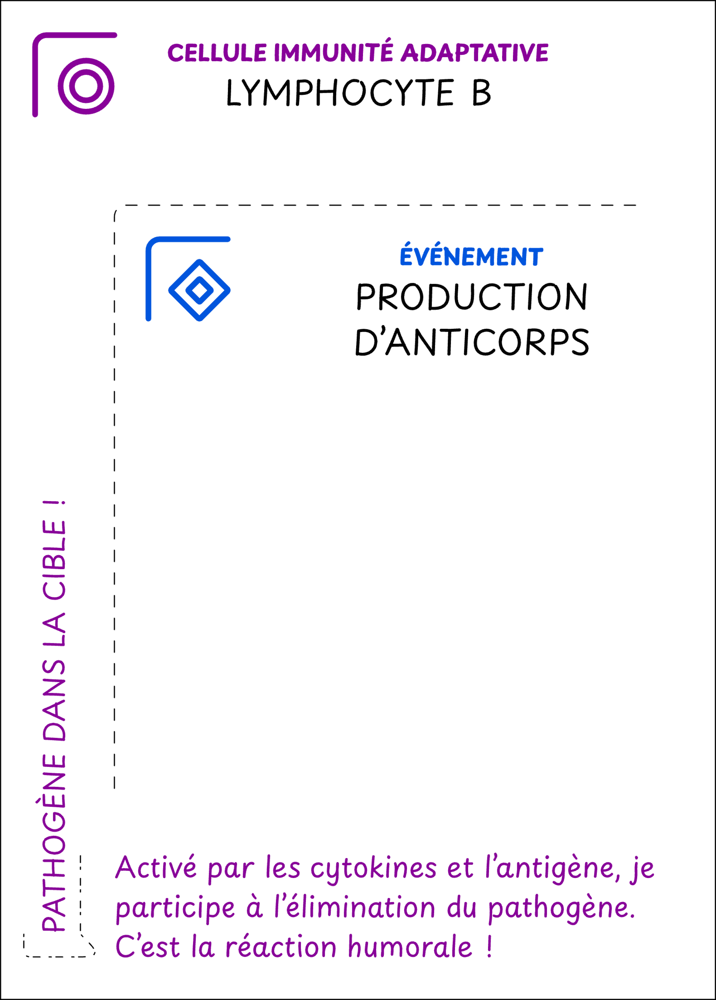 CELLULE IMMUNITÉ ADAPTATIVE
LYMPHOCYTE B
ÉVÉNEMENT
PRODUCTION
D’ANTICORPS
PATHOGÈNE DANS LA CIBLE !
Activé par les cytokines et l’antigène, je
participe à l’élimination du pathogène.
C’est la réaction humorale !